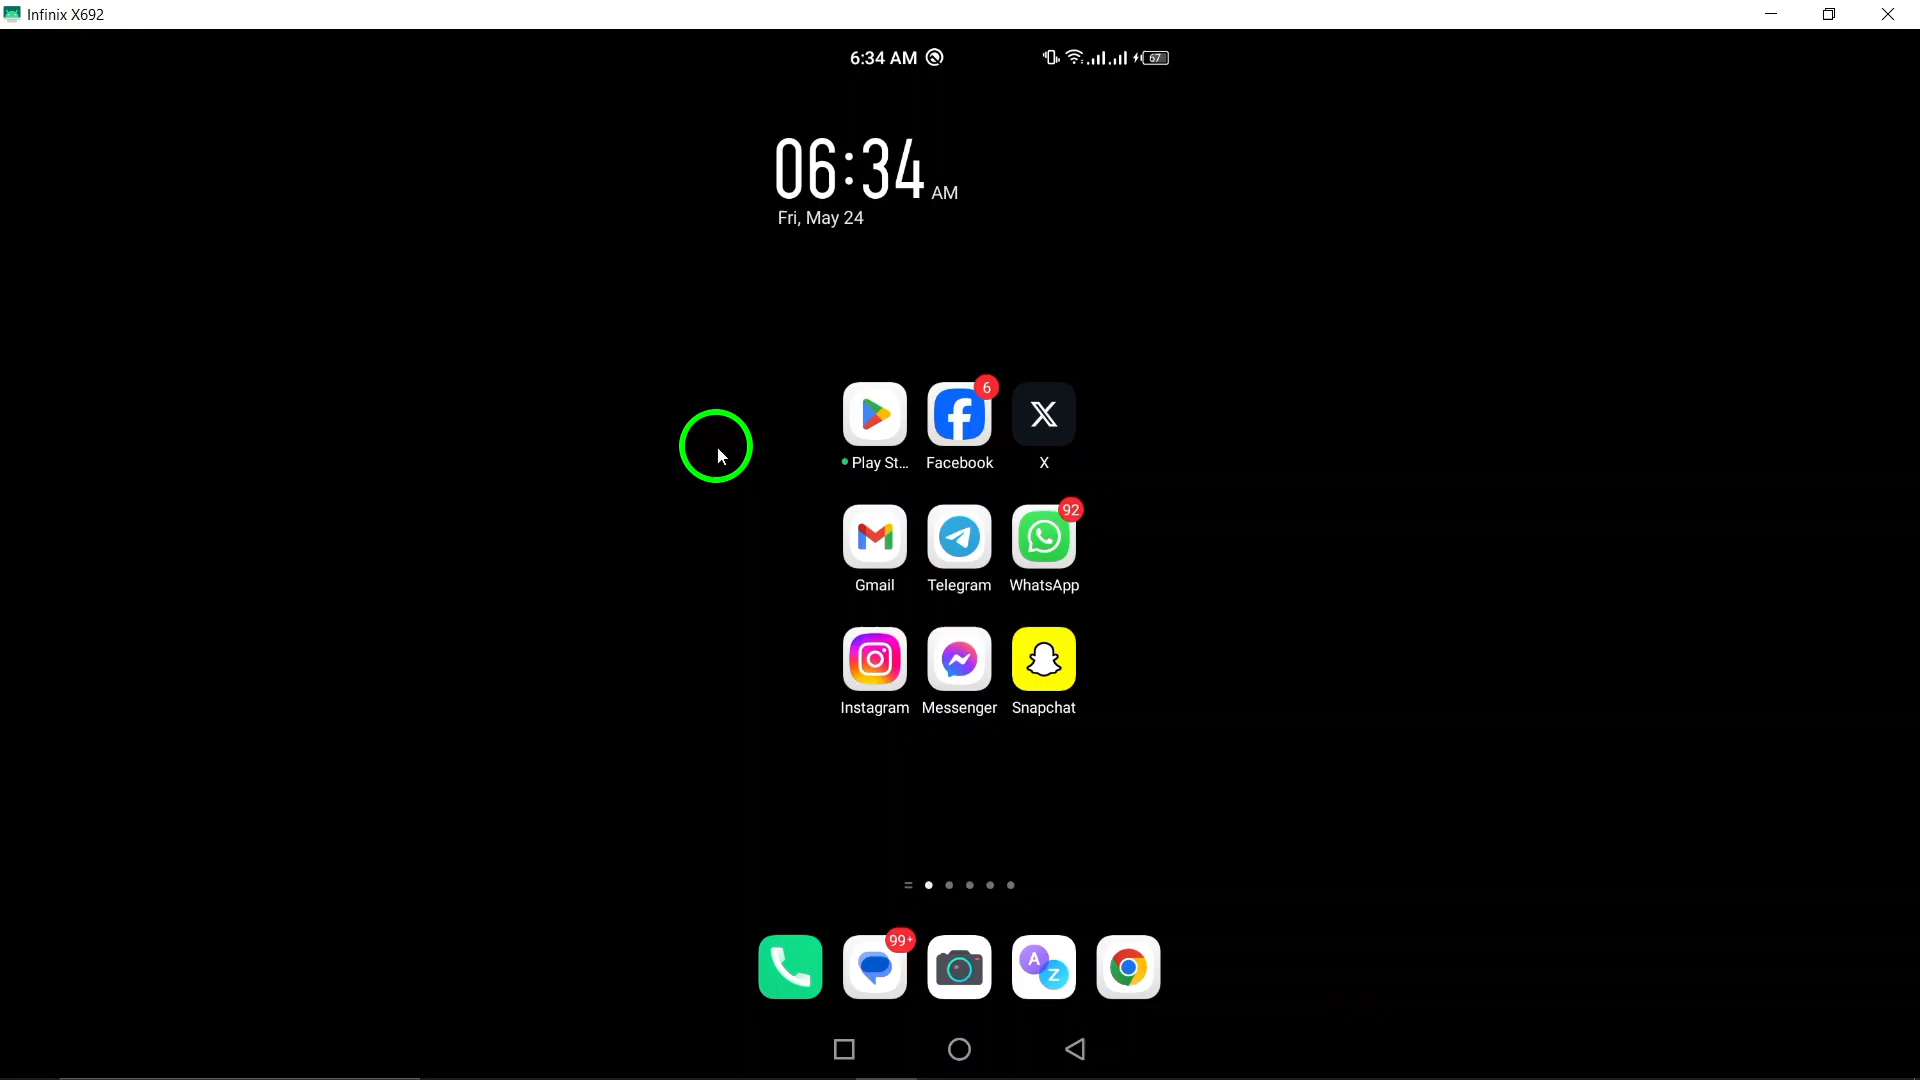 Infinix X692
6:34 AM
67
06:34 AM
Fri, May 24
6
Play St... Facebook X
92
Gmail Telegram WhatsApp
Instagram Messenger Snapchat
99+
A Z